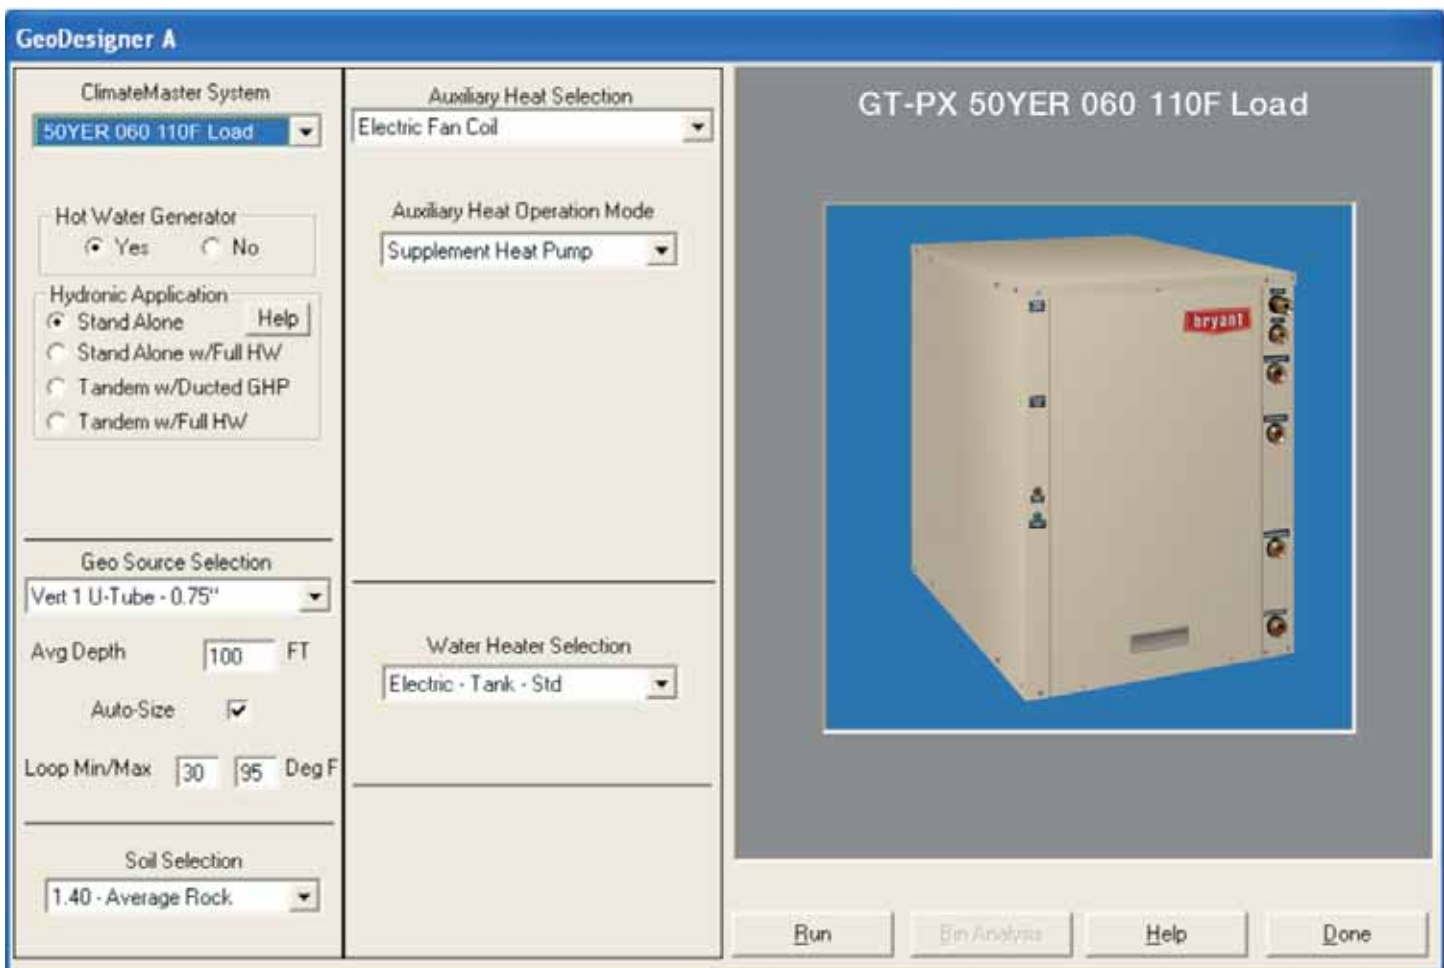 GeoDesigner A
ClimateMaster System
50YER 060 110F Load
Hot Water Generator
Yes No
Hydronic Application
Stand Alone Help
Stand Alone w/Full HW
Tandem w/Ducted GHP
Tandem w/Full HW
Geo Source Selection
Vert 1 U-Tube - 0.75"
Avg Depth 100 FT
Auto-Size
Loop Min/Max 30 95 Deg F
Soil Selection
1.40 - Average Rock
Auxiliary Heat Selection
Electric Fan Coil
Auxiliary Heat Operation Mode
Supplement Heat Pump
Water Heater Selection
Electric - Tank - Std
GT-PX 50YER 060 110F Load
bryant
Run Bin Analysis Help Done